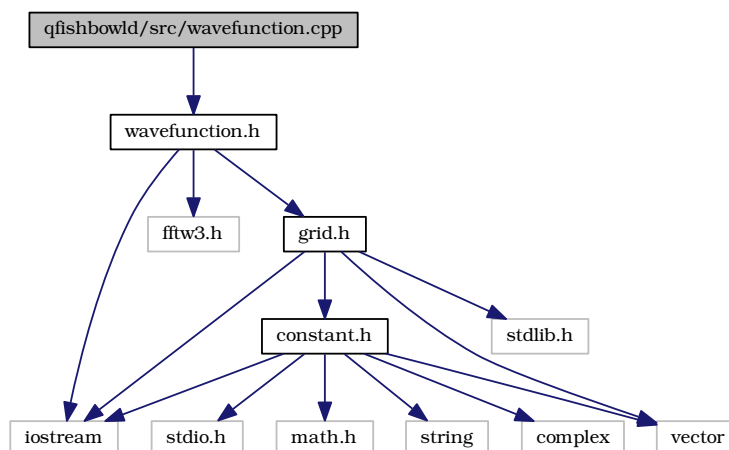 qfishbowld/src/wavefunction.cpp
wavefunction.h
fftw3.h
grid.h
constant.h
stdlib.h
iostream
stdio.h
math.h
string
complex
vector